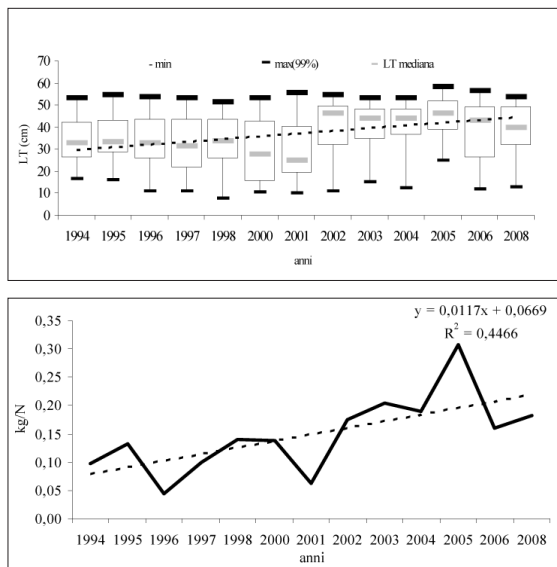 70
- min max(99%) LT mediana
60
50
40
30
20
10
0
LT (cm)
1994 1995 1996 1997 1998 2000 2001 2002 2003 2004 2005 2006 2008
anni
y = 0,0117x + 0,0669
R² = 0,4466
0,35
0,30
0,25
0,20
0,15
0,10
0,05
0,00
kg/N
1994 1995 1996 1997 1998 2000 2001 2002 2003 2004 2005 2006 2008
anni